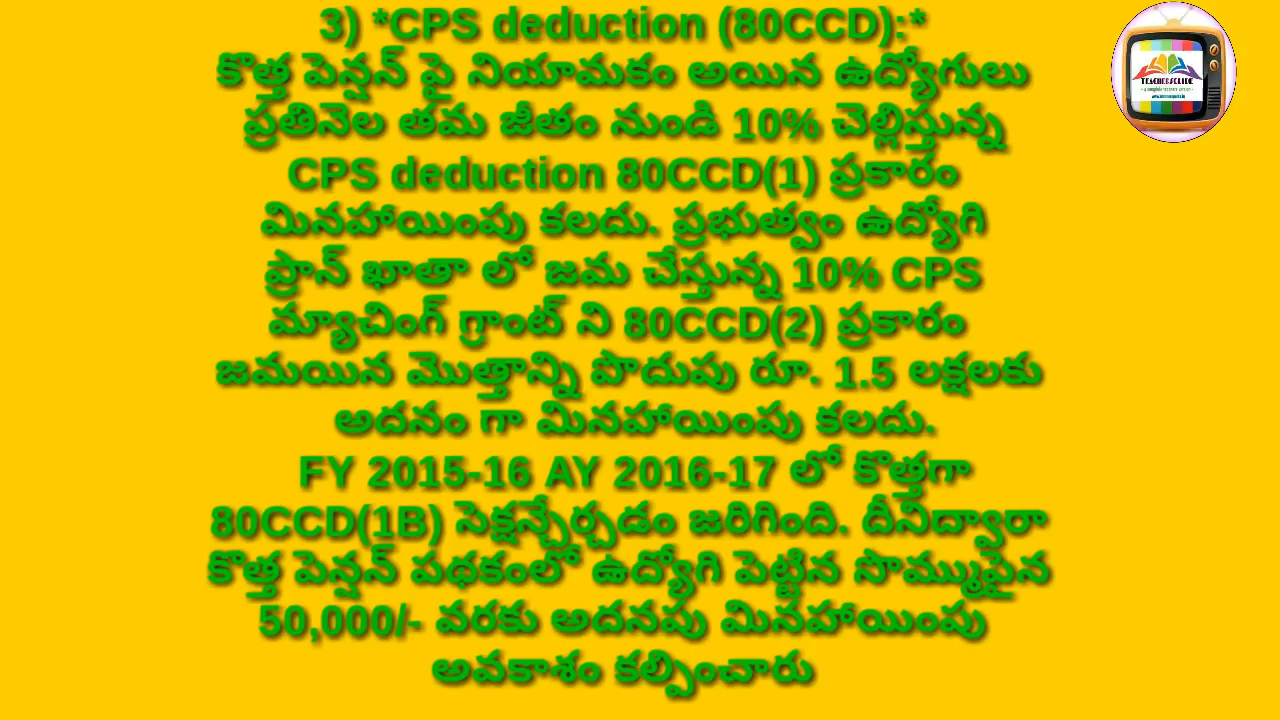 3) *CPS deduction (80CCD):*
కొత్త పెన్షన్ పై నియామకం అయిన ఉద్యోగులు
ప్రతినెల తమ జీతం నుండి 10% చెల్లిస్తున్న
CPS deduction 80CCD(1) ప్రకారం
మినహాయింపు కలదు. ప్రభుత్వం ఉద్యోగి
ప్రాన్ ఖాతా లో జమ చేస్తున్న 10% CPS
మ్యాచింగ్ గ్రాంట్ ని 80CCD(2) ప్రకారం
జమయిన మొత్తాన్ని పొదుపు రూ. 1.5 లక్షలకు
అదనం గా మినహాయింపు కలదు.
FY 2015-16 AY 2016-17 లో కొత్తగా
80CCD(1B) సెక్షన్చేర్చడం జరిగింది. దీనిద్వారా
కొత్త పెన్షన్ పథకంలో ఉద్యోగి పెట్టిన సొమ్ముపైన
50,000/- వరకు అదనపు మినహాయింపు
అవకాశం కల్పించారు
TEACHERSGUIDE